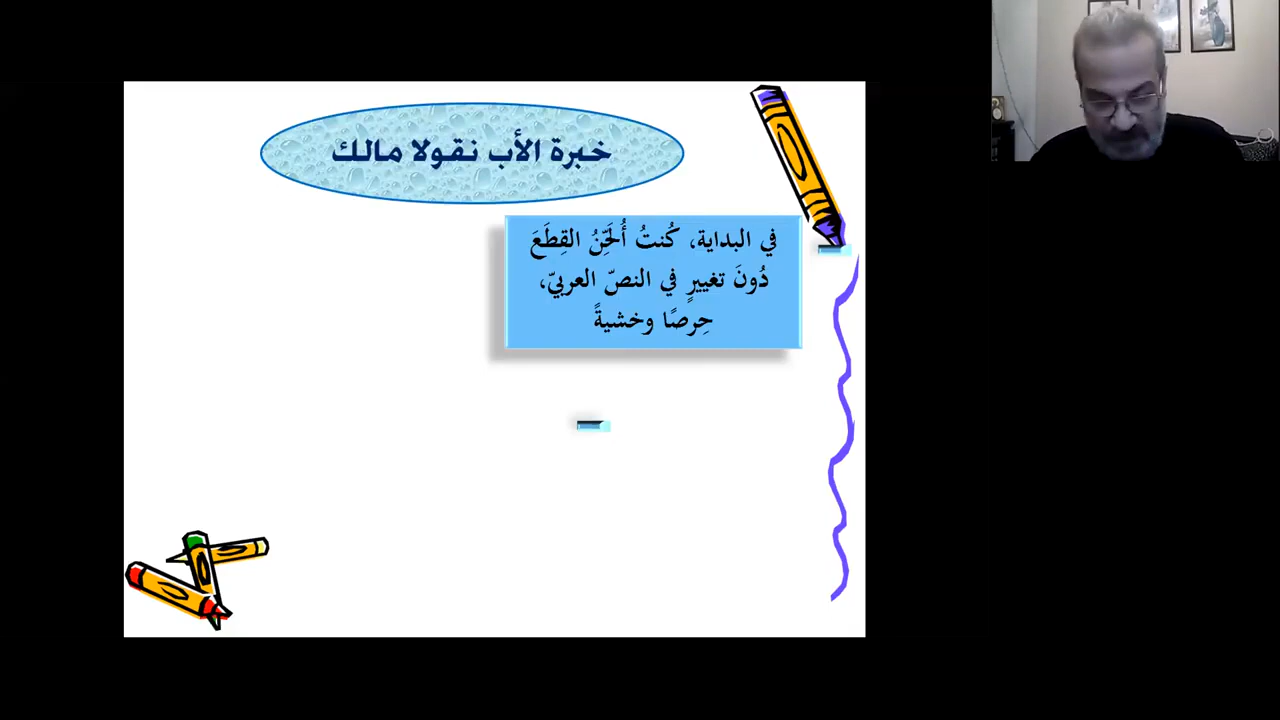 خبرة الأب نقولا مالك
في البداية، كُنتُ أُلَحِّنُ القِطَعَ
دُونَ تغييرٍ في النصّ العربيّ،
حِرصًا وخشيةً